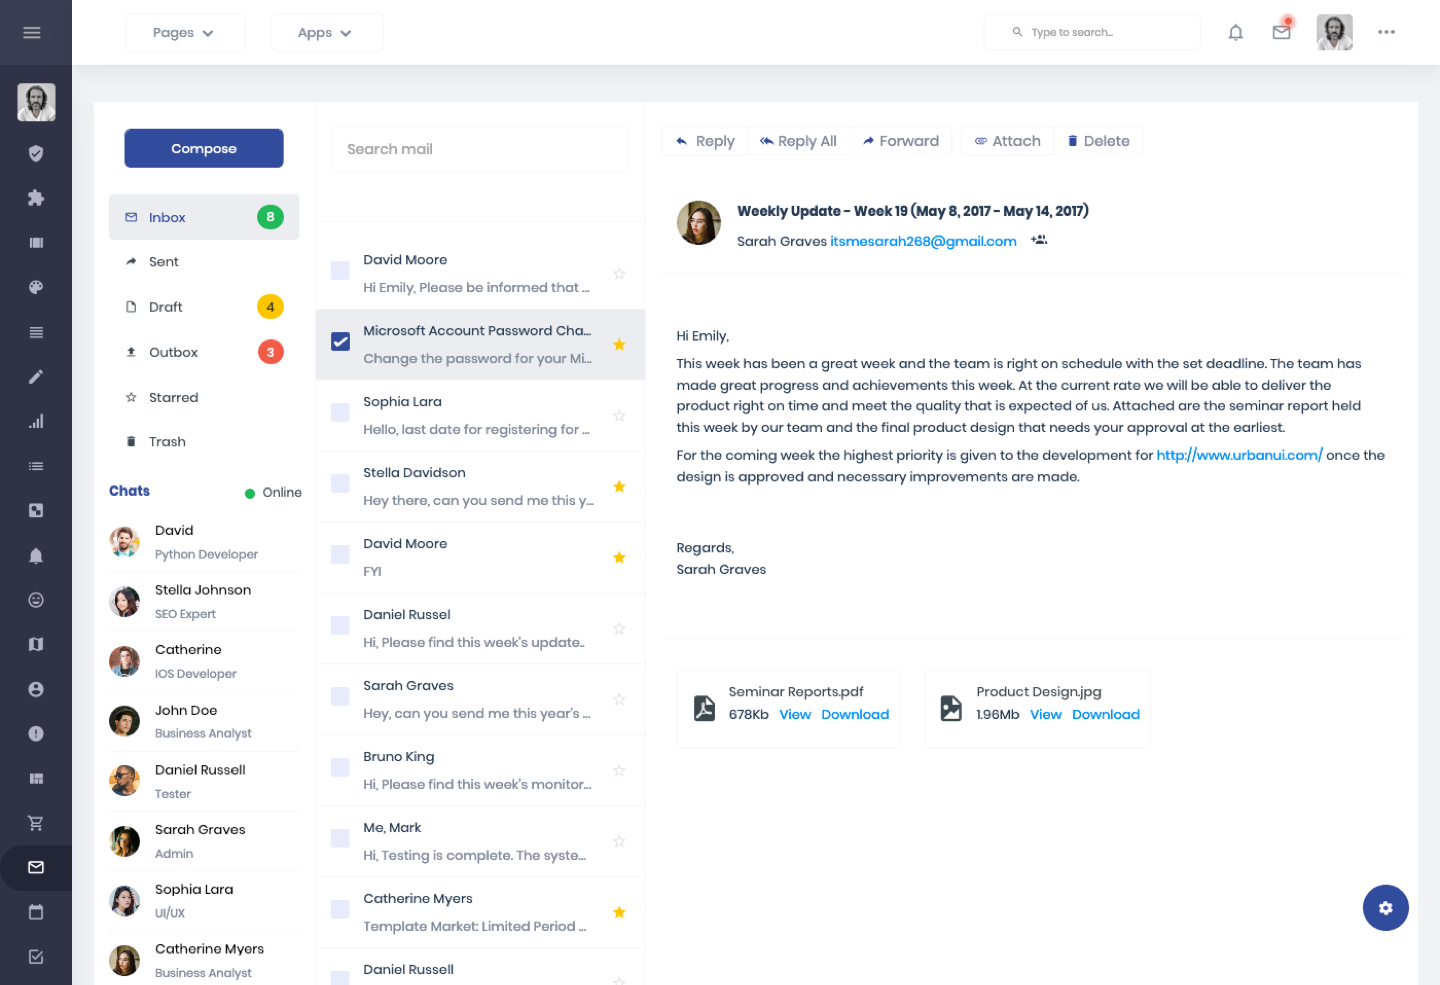 Pages
Apps
Type to search...
Compose
Inbox
8
Sent
Draft
4
Outbox
3
Starred
Trash
Chats
Online
David
Python Developer
Stella Johnson
SEO Expert
Catherine
IOS Developer
John Doe
Business Analyst
Daniel Russell
Tester
Sarah Graves
Admin
Sophia Lara
UI/UX
Catherine Myers
Business Analyst
Search mail
David Moore
Hi Emily, Please be informed that ...
Microsoft Account Password Cha...
Change the password for your Mi...
Sophia Lara
Hello, last date for registering for ...
Stella Davidson
Hey there, can you send me this y...
David Moore
FYI
Daniel Russel
Hi, Please find this week's update..
Sarah Graves
Hey, can you send me this year's ...
Bruno King
Hi, Please find this week's monitor...
Me, Mark
Hi, Testing is complete. The syste...
Catherine Myers
Template Market: Limited Period ...
Daniel Russell
Reply
Reply All
Forward
Attach
Delete
Weekly Update - Week 19 (May 8, 2017 - May 14, 2017)
Sarah Graves itsmesarah268@gmail.com
Hi Emily,
This week has been a great week and the team is right on schedule with the set deadline. The team has
made great progress and achievements this week. At the current rate we will be able to deliver the
product right on time and meet the quality that is expected of us. Attached are the seminar report held
this week by our team and the final product design that needs your approval at the earliest.
For the coming week the highest priority is given to the development for http://www.urbanui.com/ once the
design is approved and necessary improvements are made.
Regards,
Sarah Graves
Seminar Reports.pdf
678Kb View Download
Product Design.jpg
1.96Mb View Download